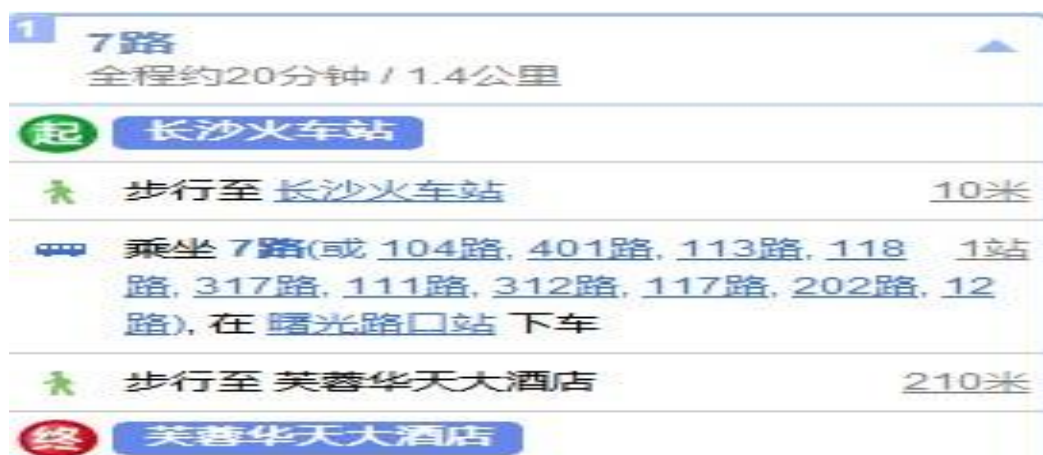 1
7路
全程约20分钟 / 1.4公里
起 长沙火车站
步行至 长沙火车站 10米
乘坐 7路(或 104路, 401路, 113路, 118 1站
路, 317路, 111路, 312路, 117路, 202路, 12
路), 在 曙光路口站 下车
步行至 芙蓉华天大酒店 210米
终 芙蓉华天大酒店